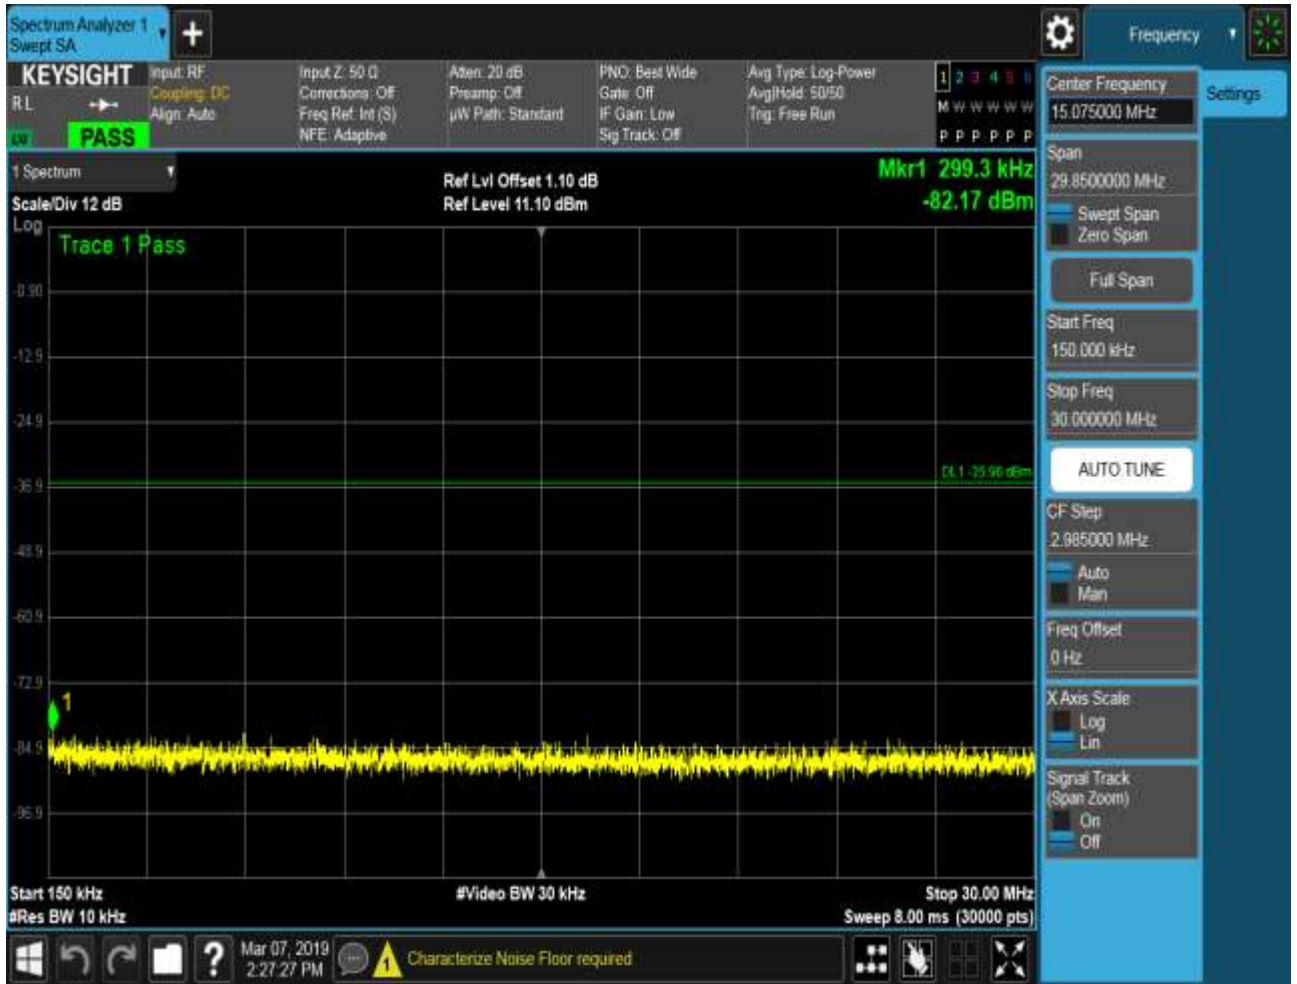 Spectrum Analyzer 1
Swept SA
+
Frequency
KEYSIGHT
R L
PASS
Input: RF
Coupling: DC
Align: Auto
Input Z: 50 Ω
Corrections: Off
Freq Ref: Int (S)
NFE: Adaptive
Atten: 20 dB
Preamp: Off
µW Path: Standard
PNO: Best Wide
Gate: Off
IF Gain: Low
Sig Track: Off
Avg Type: Log-Power
Avg|Hold: 50/50
Trig: Free Run
1 2 3 4 5 6
M W W W W W
P P P P P P
1 Spectrum
Scale/Div 12 dB
Log
Ref Lvl Offset 1.10 dB
Ref Level 11.10 dBm
Mkr1 299.3 kHz
-82.17 dBm
Trace 1 Pass
-0.90
-12.9
-24.9
-36.9
-48.9
-60.9
-72.9
-84.9
-96.9
DL1 -35.96 dBm
1
Start 150 kHz
#Res BW 10 kHz
#Video BW 30 kHz
Stop 30.00 MHz
Sweep 8.00 ms (30000 pts)
Center Frequency
15.075000 MHz
Span
29.8500000 MHz
Swept Span
Zero Span
Full Span
Start Freq
150.000 kHz
Stop Freq
30.000000 MHz
AUTO TUNE
CF Step
2.985000 MHz
Auto
Man
Freq Offset
0 Hz
X Axis Scale
Log
Lin
Signal Track
(Span Zoom)
On
Off
Settings
?
Mar 07, 2019
2:27:27 PM
1
Characterize Noise Floor required